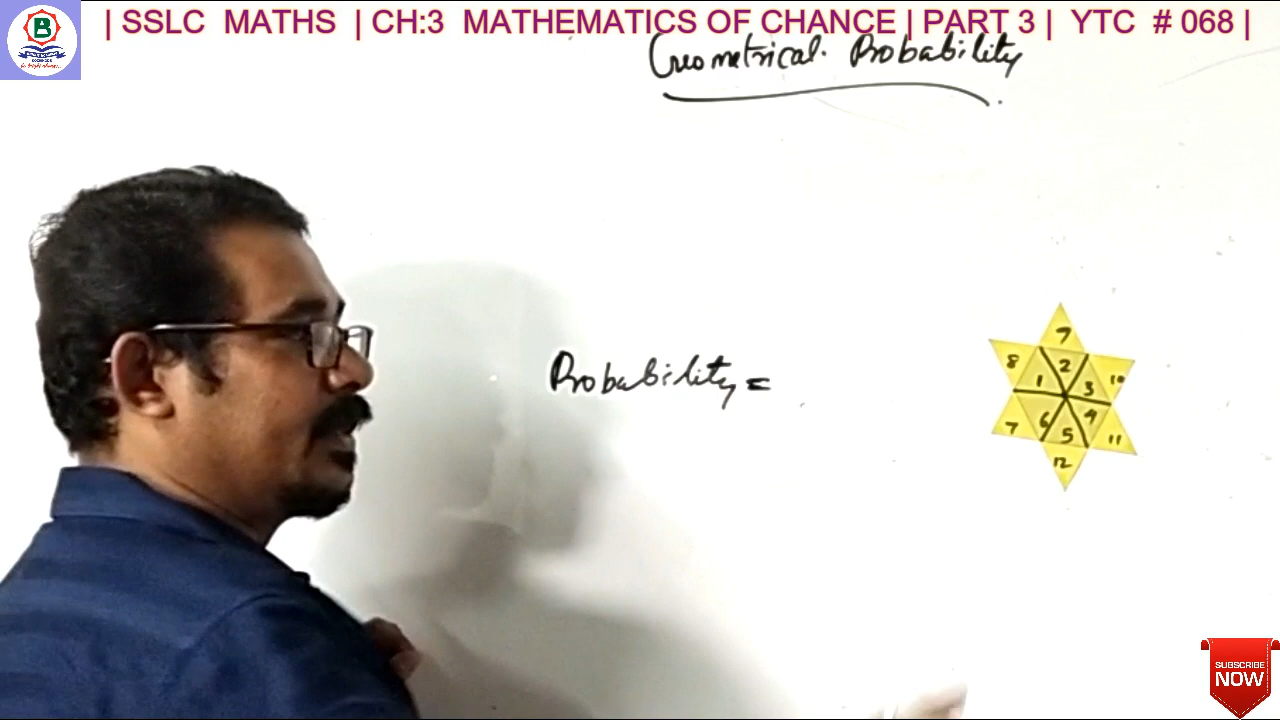 | SSLC MATHS | CH:3 MATHEMATICS OF CHANCE | PART 3 | YTC # 068 |
B
Geometrical. Probability
Probability =
7
8 2 10
1 3
7 6 4 11
5
12
SUBSCRIBE
NOW